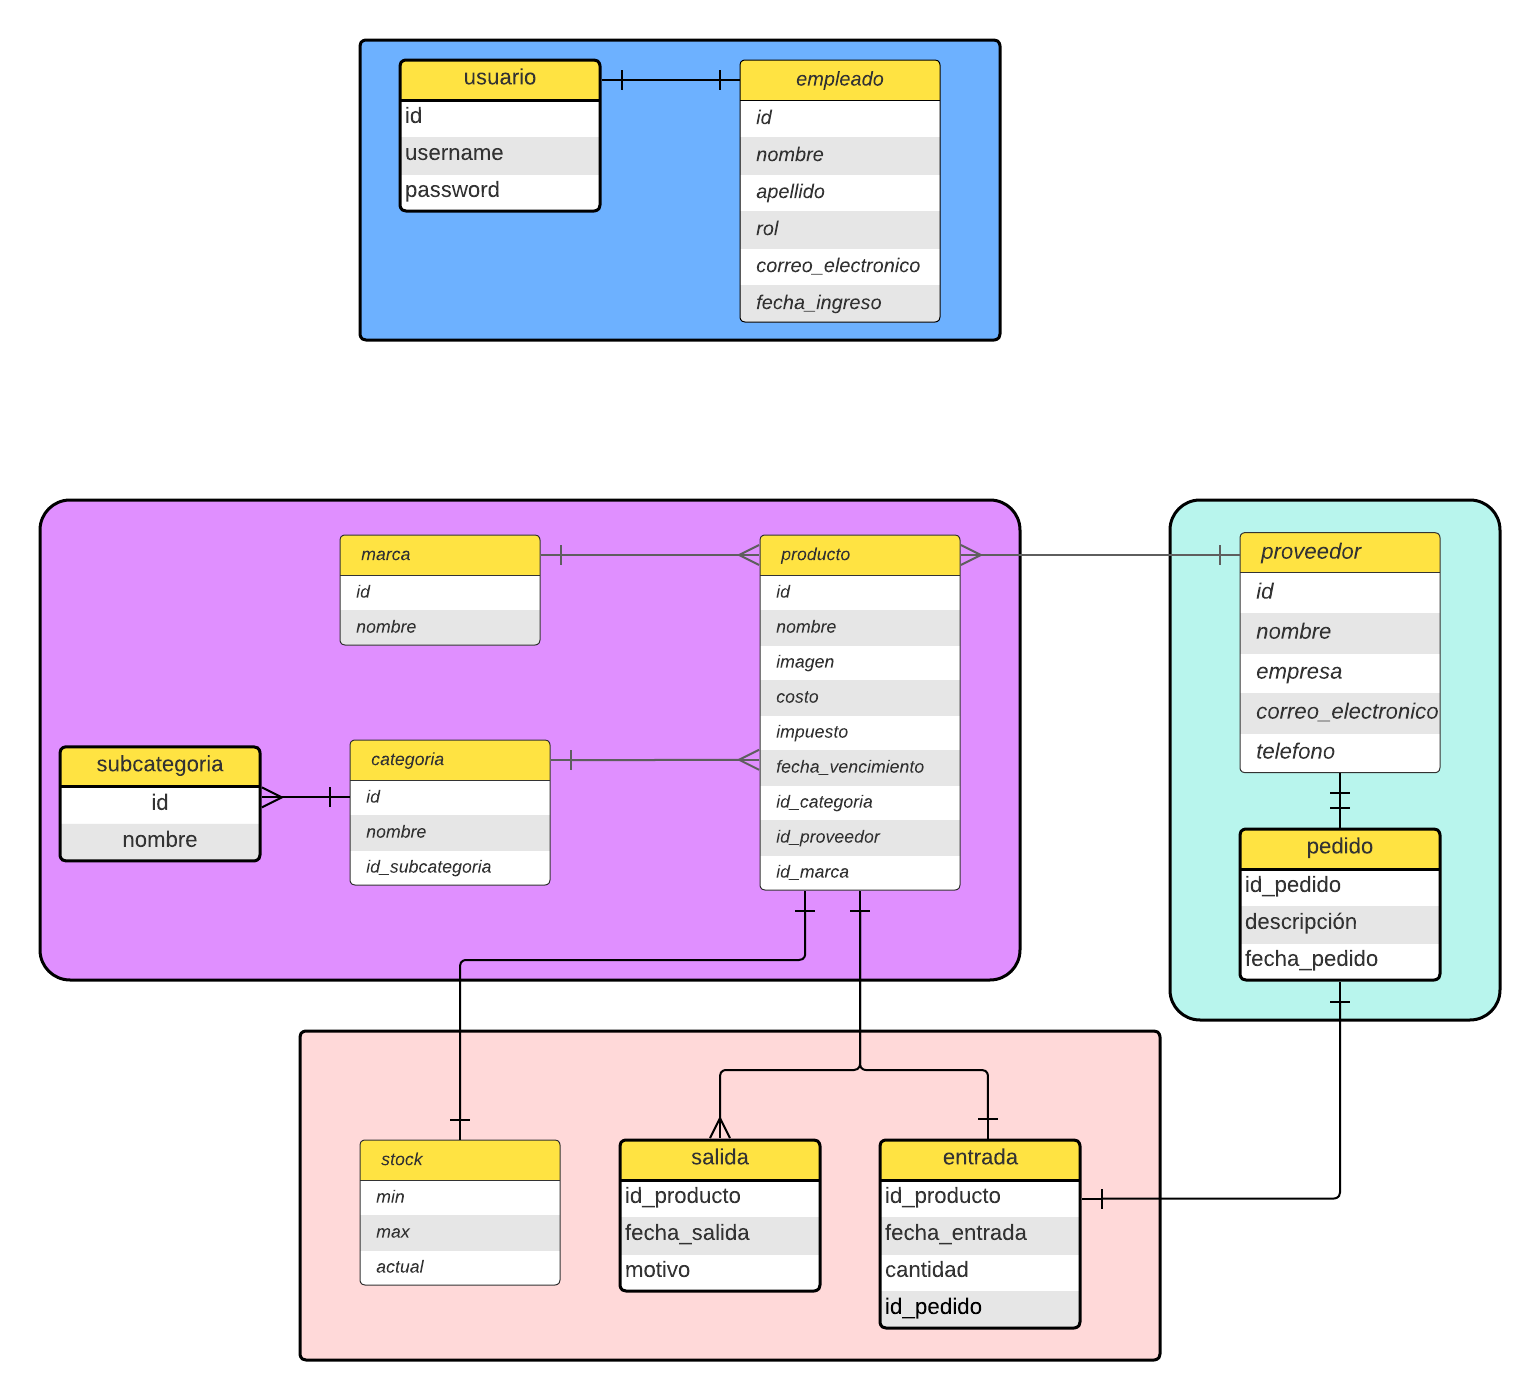 usuario
id
username
password
empleado
id
nombre
apellido
rol
correo_electronico
fecha_ingreso
marca
id
nombre
producto
id
nombre
imagen
costo
impuesto
fecha_vencimiento
id_categoria
id_proveedor
id_marca
proveedor
id
nombre
empresa
correo_electronico
telefono
subcategoria
id
nombre
categoria
id
nombre
id_subcategoria
pedido
id_pedido
descripción
fecha_pedido
stock
min
max
actual
salida
id_producto
fecha_salida
motivo
entrada
id_producto
fecha_entrada
cantidad
id_pedido